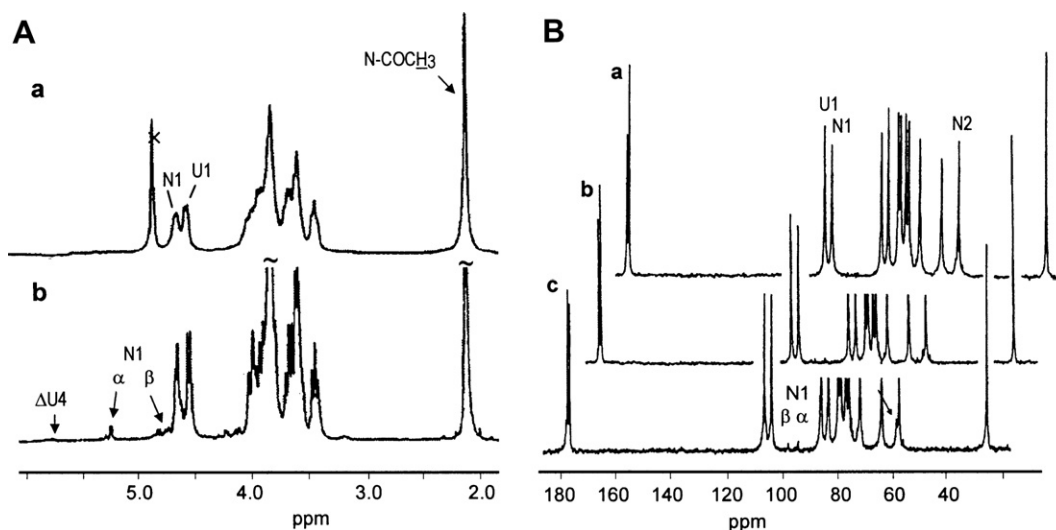 A
a
N-COCH3
×
N1
U1
b
N1
α
β
ΔU4
~
~
5.0
4.0
3.0
2.0
ppm
B
a
U1
N1
N2
b
c
N1
β α
180
160
140
120
100
80
60
40
ppm